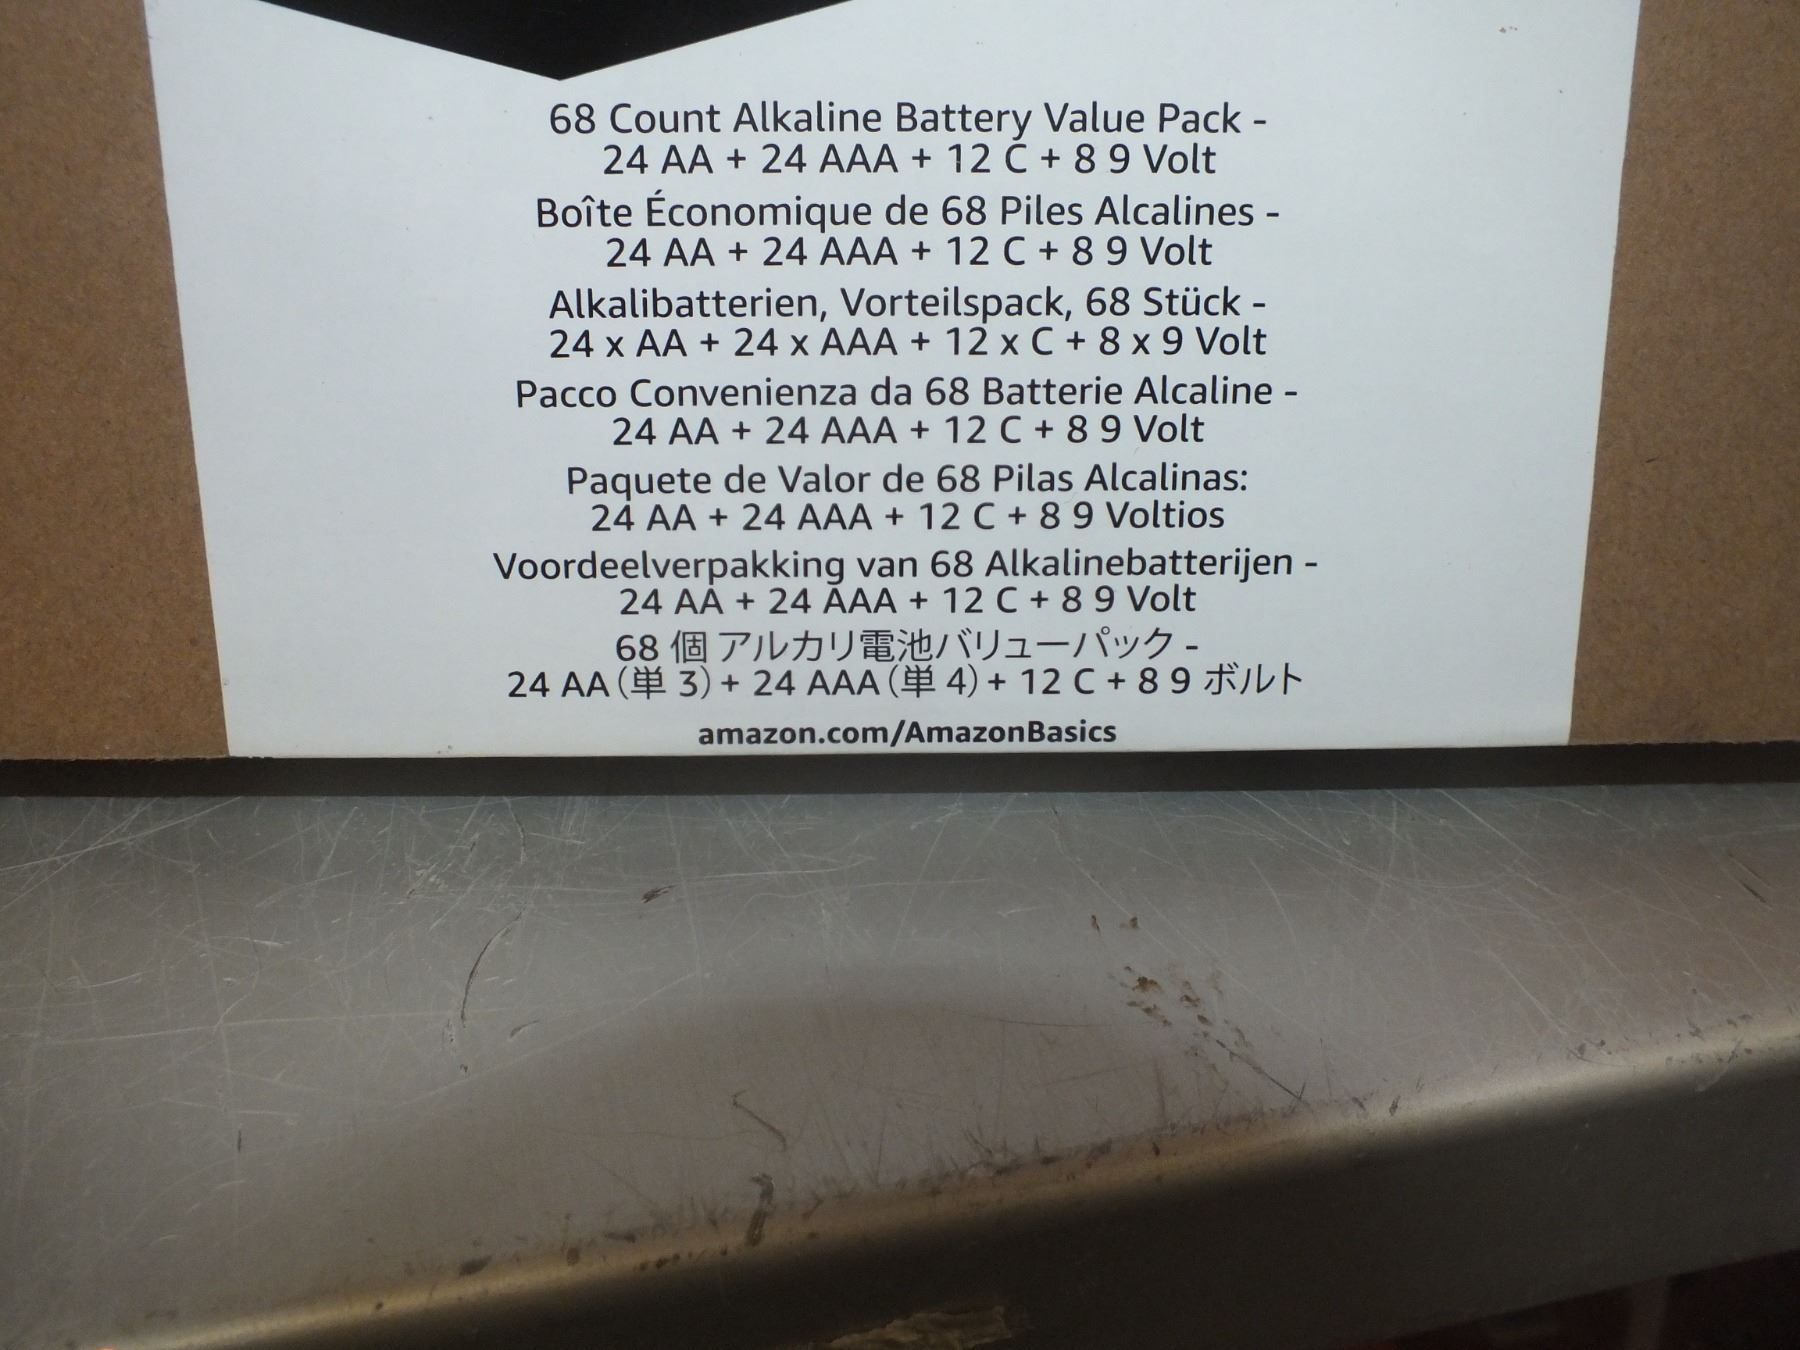 68 Count Alkaline Battery Value Pack -
24 AA + 24 AAA + 12 C + 8 9 Volt
Boîte Économique de 68 Piles Alcalines -
24 AA + 24 AAA + 12 C + 8 9 Volt
Alkalibatterien, Vorteilspack, 68 Stück -
24 x AA + 24 x AAA + 12 x C + 8 x 9 Volt
Pacco Convenienza da 68 Batterie Alcaline -
24 AA + 24 AAA + 12 C + 8 9 Volt
Paquete de Valor de 68 Pilas Alcalinas:
24 AA + 24 AAA + 12 C + 8 9 Voltios
Voordeelverpakking van 68 Alkalinebatterijen -
24 AA + 24 AAA + 12 C + 8 9 Volt
68 個 アルカリ電池バリューパック -
24 AA (単 3) + 24 AAA (単 4) + 12 C + 8 9 ボルト
amazon.com/AmazonBasics